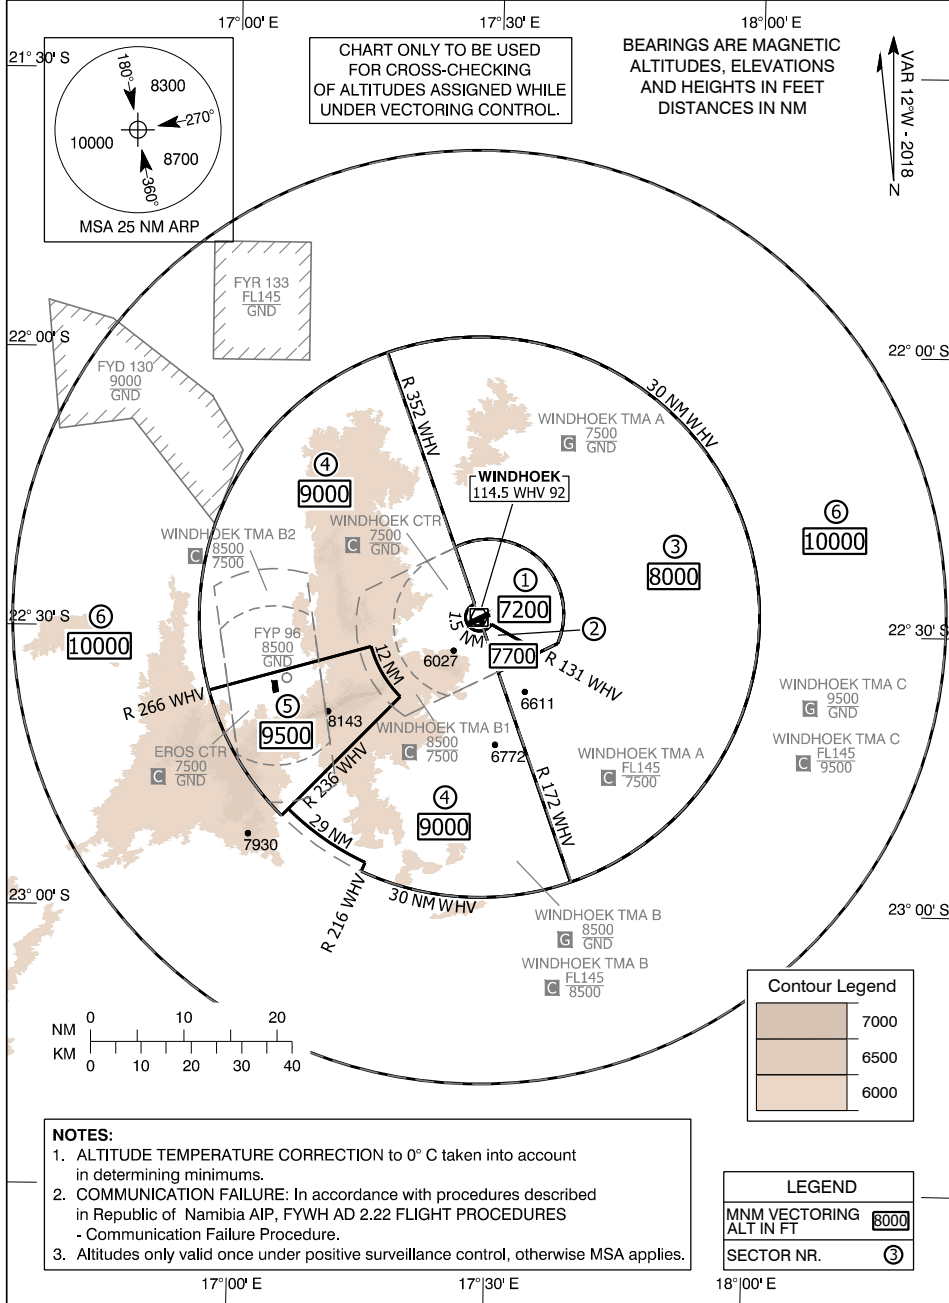 17°00' E
17°30' E
18°00' E
21° 30' S
180°
8300
270°
10000
8700
360°
MSA 25 NM ARP
CHART ONLY TO BE USED
FOR CROSS-CHECKING
OF ALTITUDES ASSIGNED WHILE
UNDER VECTORING CONTROL.
BEARINGS ARE MAGNETIC
ALTITUDES, ELEVATIONS
AND HEIGHTS IN FEET
DISTANCES IN NM
VAR 12°W - 2018
N
FYR 133
FL145
GND
22° 00' S
22° 00' S
FYD 130
9000
GND
R 352 WHV
30 NM WHV
WINDHOEK TMA A
G 7500
GND
4
9000
WINDHOEK
114.5 WHV 92
WINDHOEK TMA B2
C 8500
7500
WINDHOEK CTR
C 7500
GND
6
10000
3
8000
1
7200
22° 30' S
22° 30' S
6
10000
1.5 NM
2
7700
FYP 96
8500
GND
12 NM
6027
R 131 WHV
R 266 WHV
5
9500
8143
6611
WINDHOEK TMA C
G 9500
GND
WINDHOEK TMA B1
C 8500
7500
EROS CTR
C 7500
GND
6772
WINDHOEK TMA A
C FL145
7500
WINDHOEK TMA C
C FL145
9500
R 236 WHV
R 172 WHV
4
9000
29 NM
7930
23° 00' S
23° 00' S
30 NM WHV
R 216 WHV
WINDHOEK TMA B
G 8500
GND
WINDHOEK TMA B
C FL145
8500
Contour Legend
7000
6500
6000
NM 0 10 20
KM 0 10 20 30 40
NOTES:
1. ALTITUDE TEMPERATURE CORRECTION to 0° C taken into account
in determining minimums.
2. COMMUNICATION FAILURE: In accordance with procedures described
in Republic of Namibia AIP, FYWH AD 2.22 FLIGHT PROCEDURES
- Communication Failure Procedure.
3. Altitudes only valid once under positive surveillance control, otherwise MSA applies.
LEGEND
MNM VECTORING
ALT IN FT 8000
SECTOR NR. 3
17°00' E
17°30' E
18°00' E